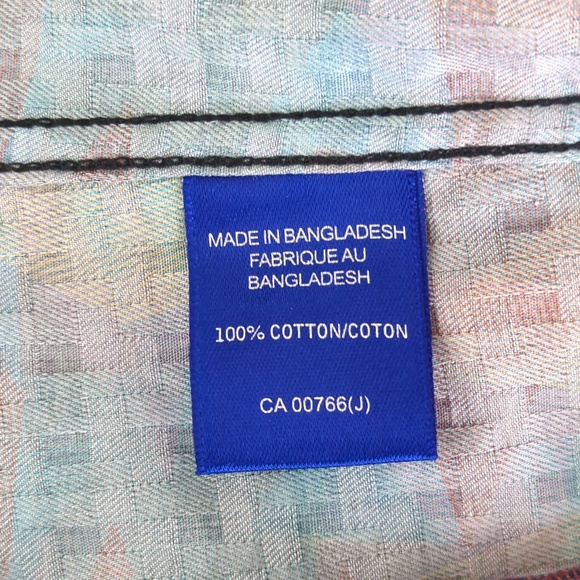 MADE IN BANGLADESH
FABRIQUE AU
BANGLADESH
100% COTTON/COTON
CA 00766(J)